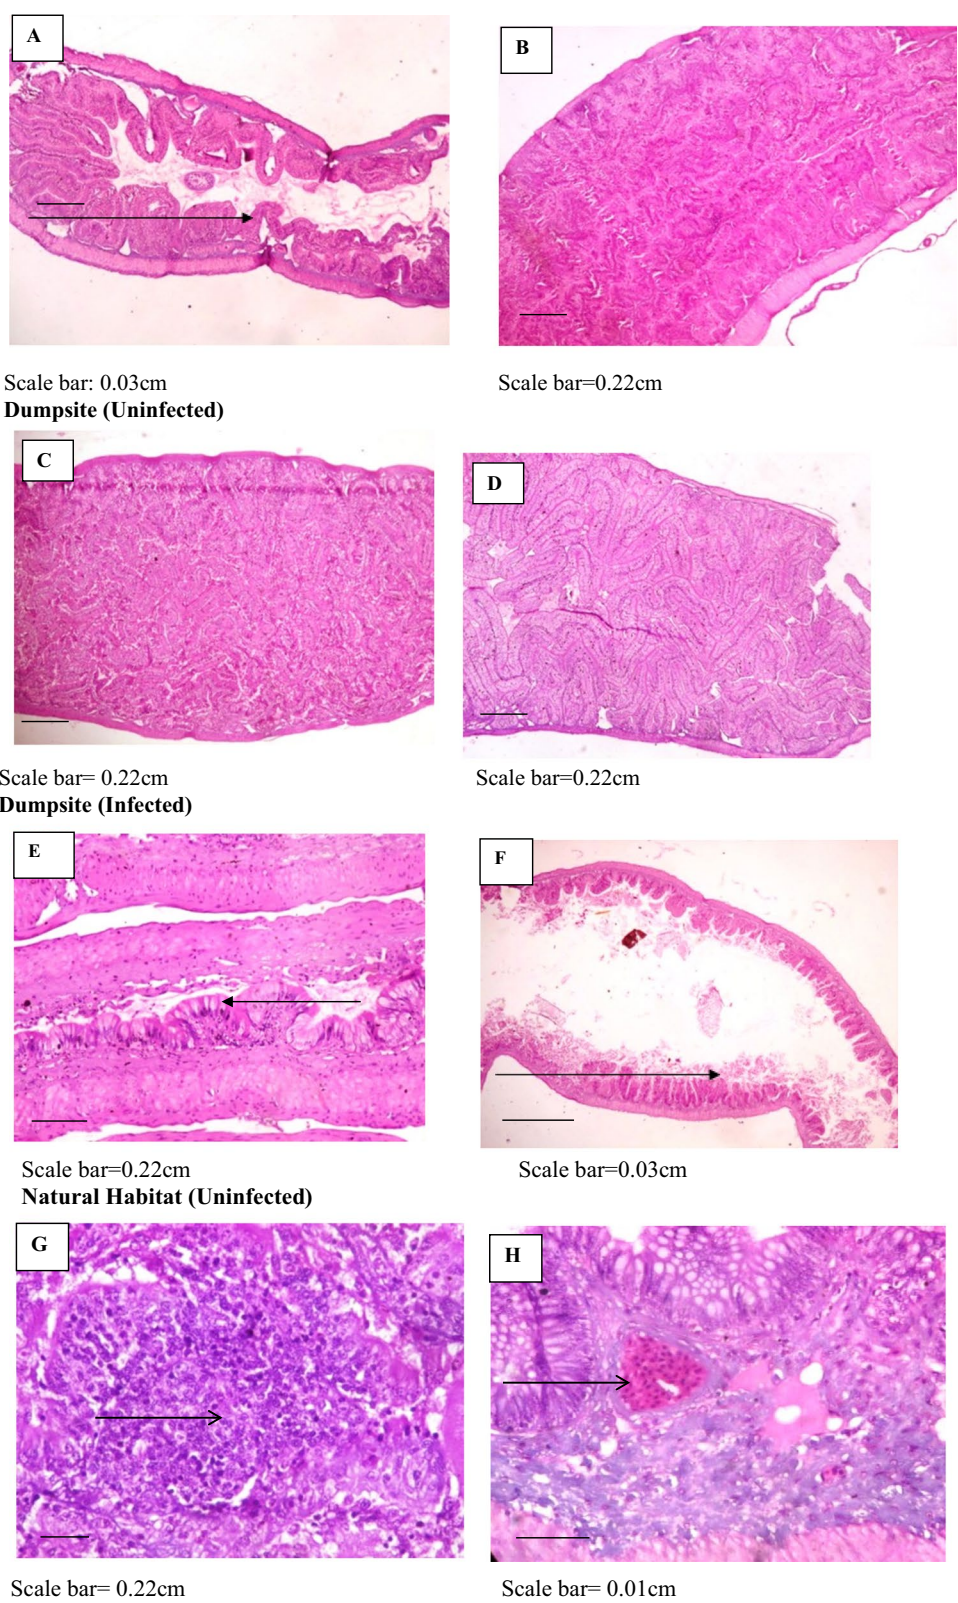 A
B
Scale bar: 0.03cm
Scale bar=0.22cm
Dumpsite (Uninfected)
C
D
Scale bar= 0.22cm
Scale bar=0.22cm
Dumpsite (Infected)
E
F
Scale bar=0.22cm
Scale bar=0.03cm
Natural Habitat (Uninfected)
G
H
Scale bar= 0.22cm
Scale bar= 0.01cm